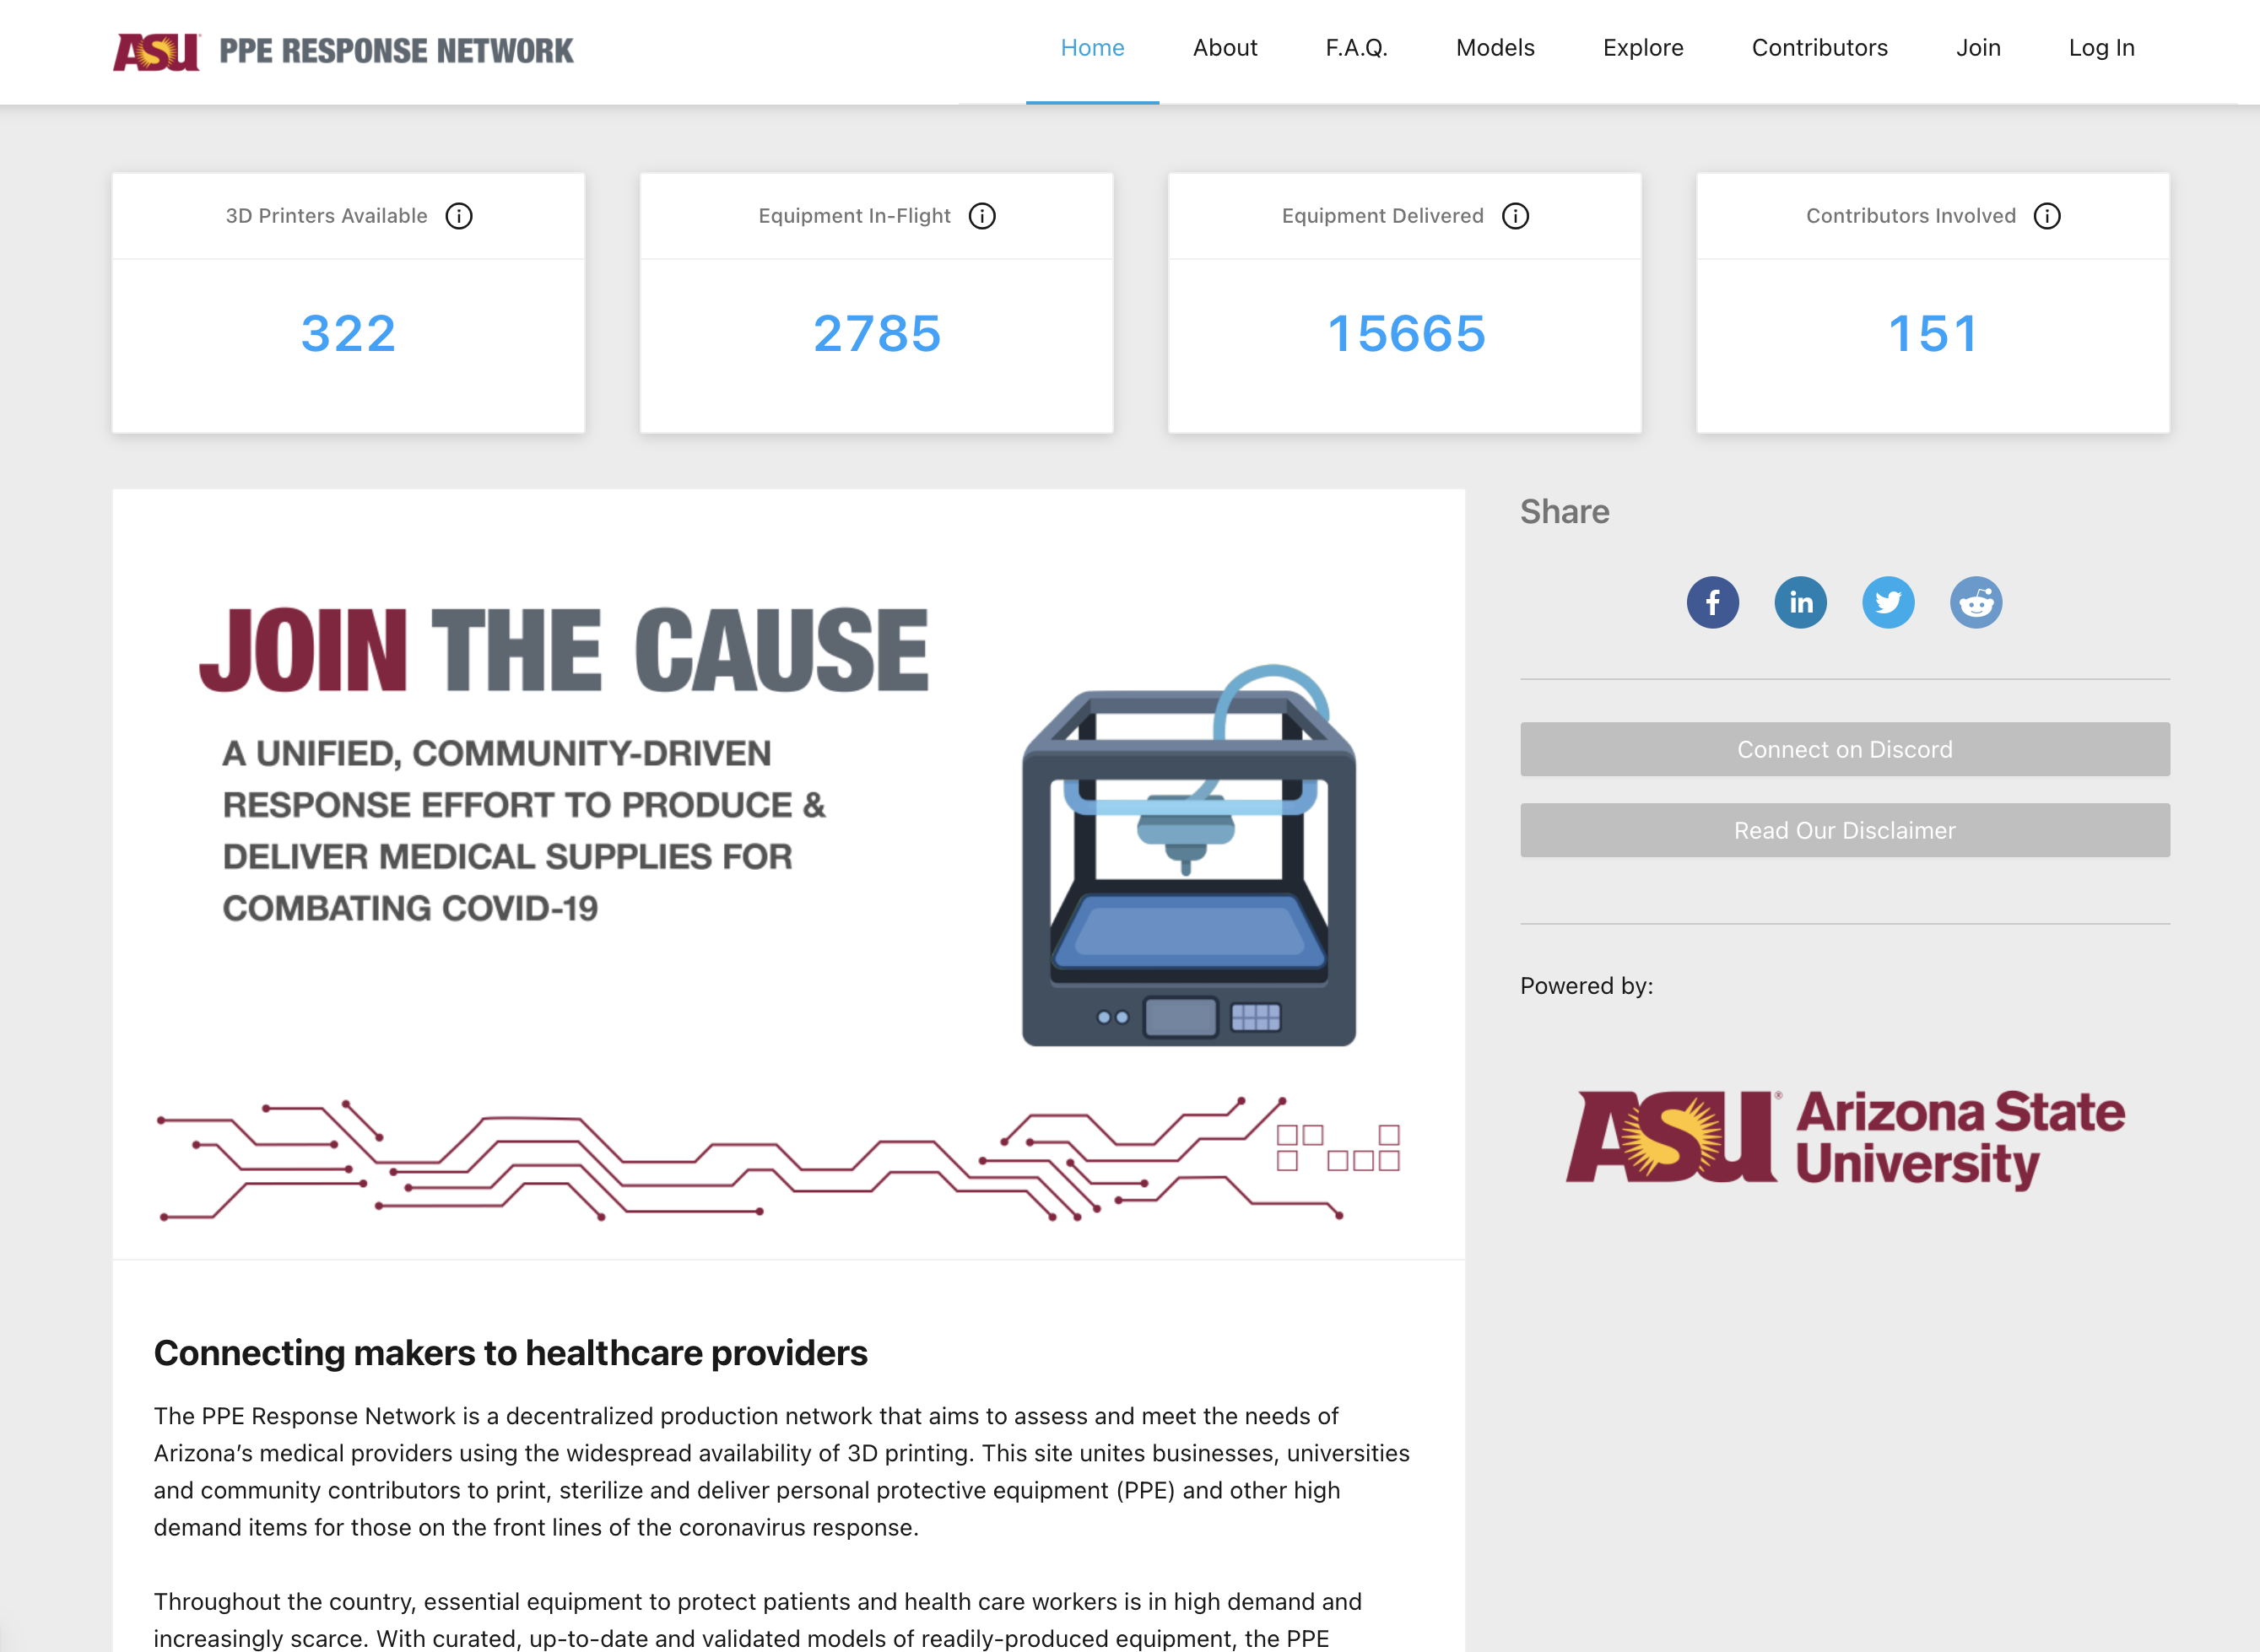 ASU PPE RESPONSE NETWORK
Home About F.A.Q. Models Explore Contributors Join Log In
3D Printers Available
322
Equipment In-Flight
2785
Equipment Delivered
15665
Contributors Involved
151
JOIN THE CAUSE
A UNIFIED, COMMUNITY-DRIVEN
RESPONSE EFFORT TO PRODUCE &
DELIVER MEDICAL SUPPLIES FOR
COMBATING COVID-19
Share
Connect on Discord
Read Our Disclaimer
Powered by:
ASU® Arizona State
University
Connecting makers to healthcare providers
The PPE Response Network is a decentralized production network that aims to assess and meet the needs of
Arizona’s medical providers using the widespread availability of 3D printing. This site unites businesses, universities
and community contributors to print, sterilize and deliver personal protective equipment (PPE) and other high
demand items for those on the front lines of the coronavirus response.
Throughout the country, essential equipment to protect patients and health care workers is in high demand and
increasingly scarce. With curated, up-to-date and validated models of readily-produced equipment, the PPE